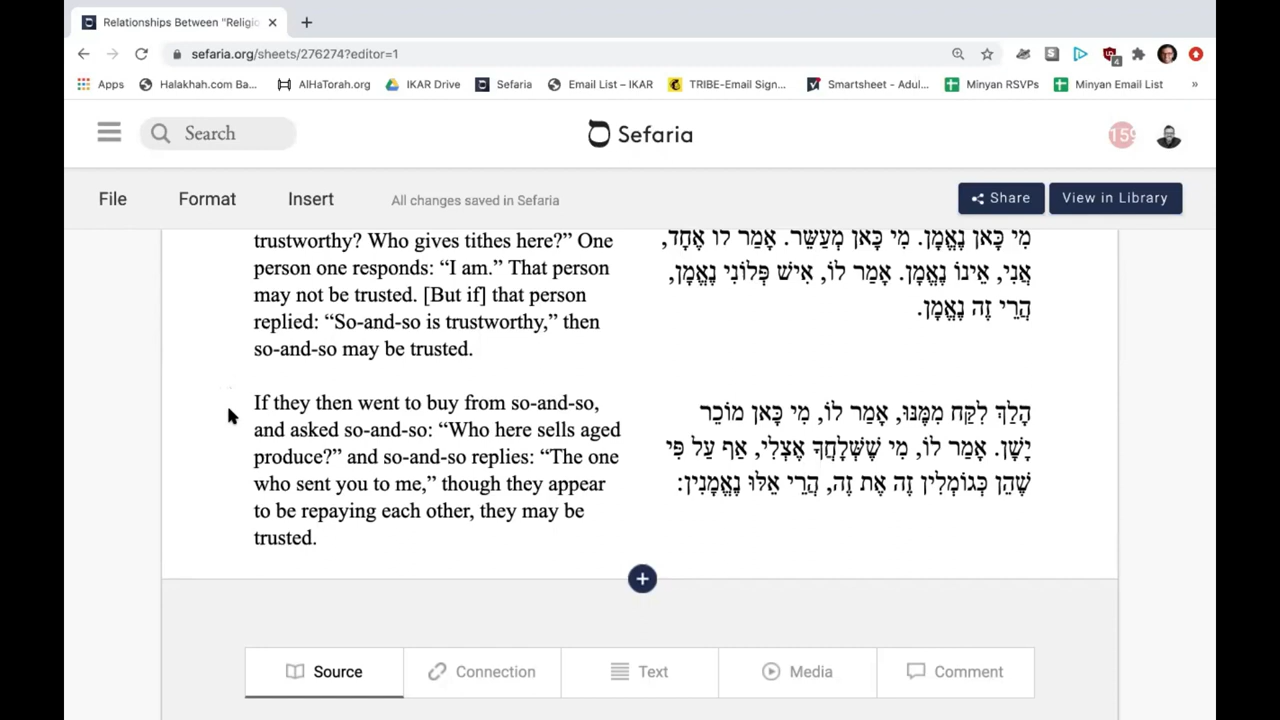 Relationships Between "Religio
sefaria.org/sheets/276274?editor=1
Apps Halakhah.com Ba... AlHaTorah.org IKAR Drive Sefaria Email List – IKAR TRIBE-Email Sign... Smartsheet - Adul... Minyan RSVPs Minyan Email List »
Search
Sefaria
159
File Format Insert All changes saved in Sefaria Share View in Library
trustworthy? Who gives tithes here?” One
person one responds: “I am.” That person
may not be trusted. [But if] that person
replied: “So-and-so is trustworthy,” then
so-and-so may be trusted.
מִי כָּאן נֶאֱמָן. מִי כָּאן מְעַשֵּׂר. אָמַר לוֹ אֶחָד,
אֲנִי, אֵינוֹ נֶאֱמָן. אָמַר לוֹ, אִישׁ פְּלוֹנִי נֶאֱמָן,
הֲרֵי זֶה נֶאֱמָן.
If they then went to buy from so-and-so,
and asked so-and-so: “Who here sells aged
produce?” and so-and-so replies: “The one
who sent you to me,” though they appear
to be repaying each other, they may be
trusted.
הָלַךְ לִקַּח מִמֶּנּוּ, אָמַר לוֹ, מִי כָּאן מוֹכֵר
יָשָׁן. אָמַר לוֹ, מִי שֶׁשְּׁלָחֲךָ אֶצְלִי, אַף עַל פִּי
שֶׁהֵן כְּגוֹמְלִין זֶה אֶת זֶה, הֲרֵי אֵלּוּ נֶאֱמָנִין:
Source Connection Text Media Comment